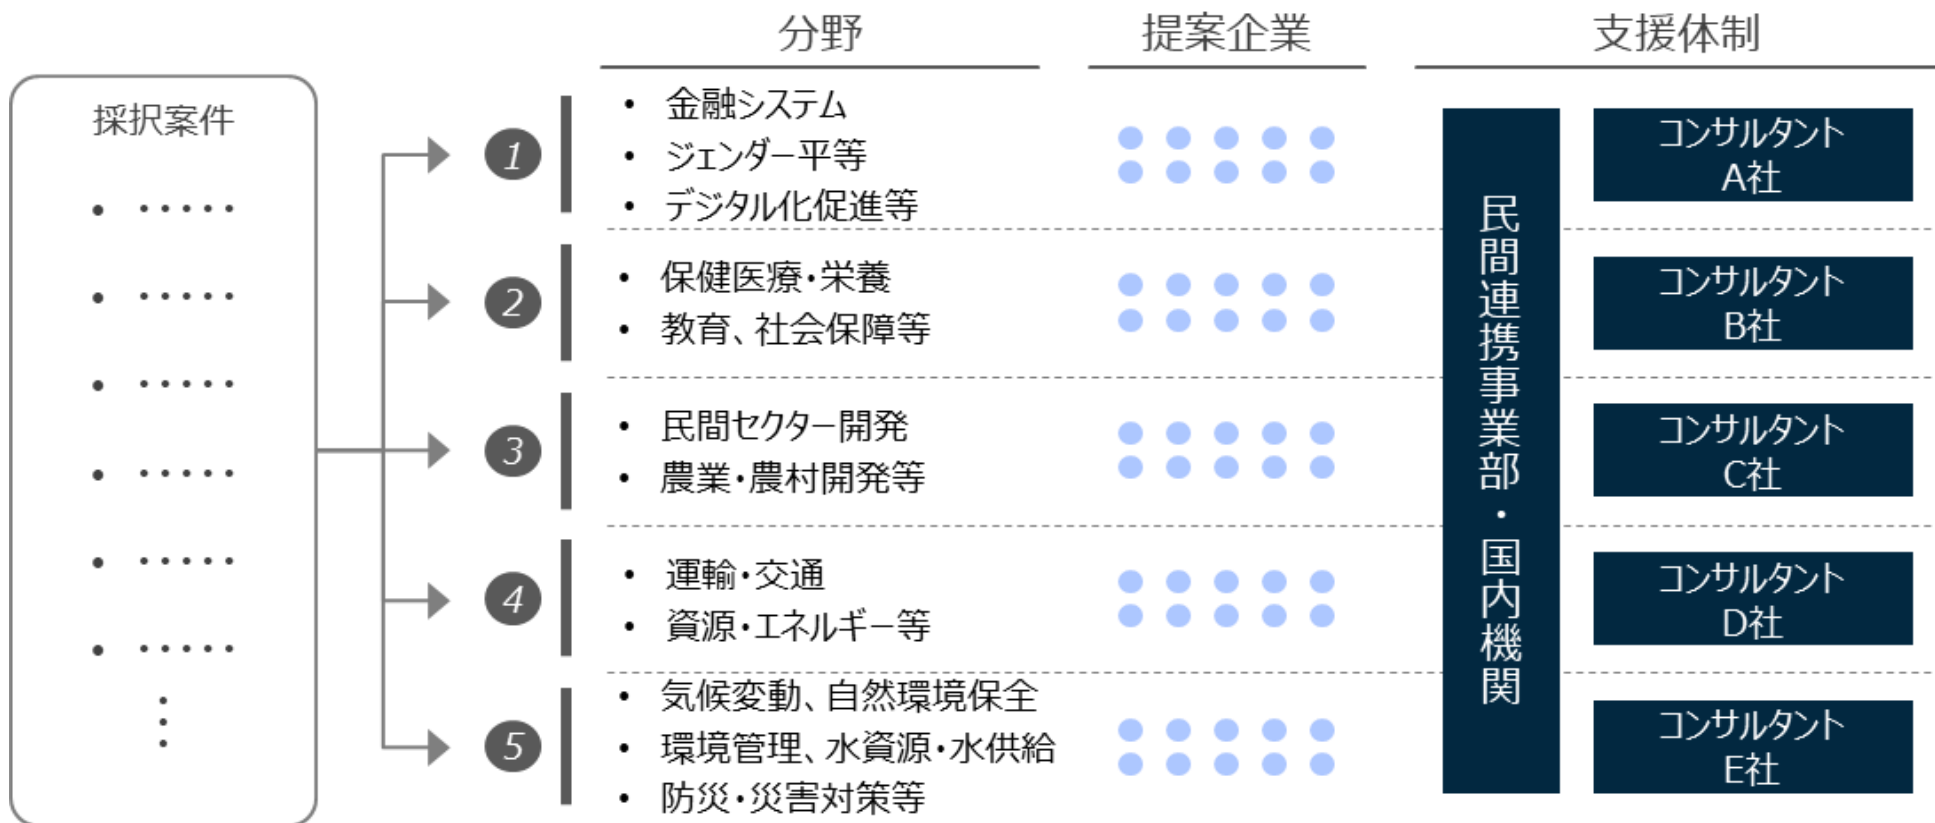 分野
提案企業
支援体制
採択案件
• ・・・・・
• ・・・・・
• ・・・・・
• ・・・・・
• ・・・・・
• ・・・・・
1
• 金融システム
• ジェンダー平等
• デジタル化促進等
2
• 保健医療・栄養
• 教育、社会保障等
3
• 民間セクター開発
• 農業・農村開発等
4
• 運輸・交通
• 資源・エネルギー等
5
• 気候変動、自然環境保全
• 環境管理、水資源・水供給
• 防災・災害対策等
民間連携事業部・国内機関
コンサルタント
A社
コンサルタント
B社
コンサルタント
C社
コンサルタント
D社
コンサルタント
E社